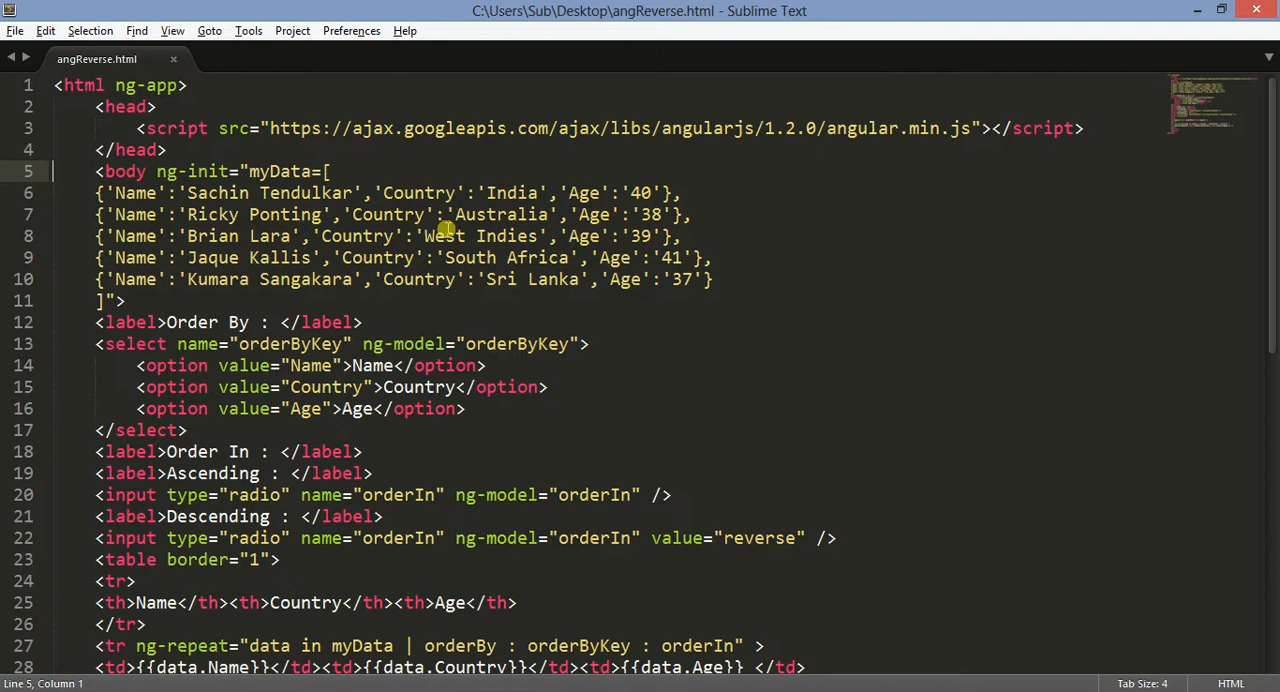 C:\Users\Sub\Desktop\angReverse.html - Sublime Text
File Edit Selection Find View Goto Tools Project Preferences Help
angReverse.html ×
1 <html ng-app>
2 <head>
3 <script src="https://ajax.googleapis.com/ajax/libs/angularjs/1.2.0/angular.min.js"></script>
4 </head>
5 <body ng-init="myData=[
6 {'Name':'Sachin Tendulkar','Country':'India','Age':'40'},
7 {'Name':'Ricky Ponting','Country':'Australia','Age':'38'},
8 {'Name':'Brian Lara','Country':'West Indies','Age':'39'},
9 {'Name':'Jaque Kallis','Country':'South Africa','Age':'41'},
10 {'Name':'Kumara Sangakara','Country':'Sri Lanka','Age':'37'}
11 ]">
12 <label>Order By : </label>
13 <select name="orderByKey" ng-model="orderByKey">
14 <option value="Name">Name</option>
15 <option value="Country">Country</option>
16 <option value="Age">Age</option>
17 </select>
18 <label>Order In : </label>
19 <label>Ascending : </label>
20 <input type="radio" name="orderIn" ng-model="orderIn" />
21 <label>Descending : </label>
22 <input type="radio" name="orderIn" ng-model="orderIn" value="reverse" />
23 <table border="1">
24 <tr>
25 <th>Name</th><th>Country</th><th>Age</th>
26 </tr>
27 <tr ng-repeat="data in myData | orderBy : orderByKey : orderIn" >
28 <td>{{data.Name}}</td><td>{{data.Country}}</td><td>{{data.Age}} </td>
Line 5, Column 1 Tab Size: 4 HTML